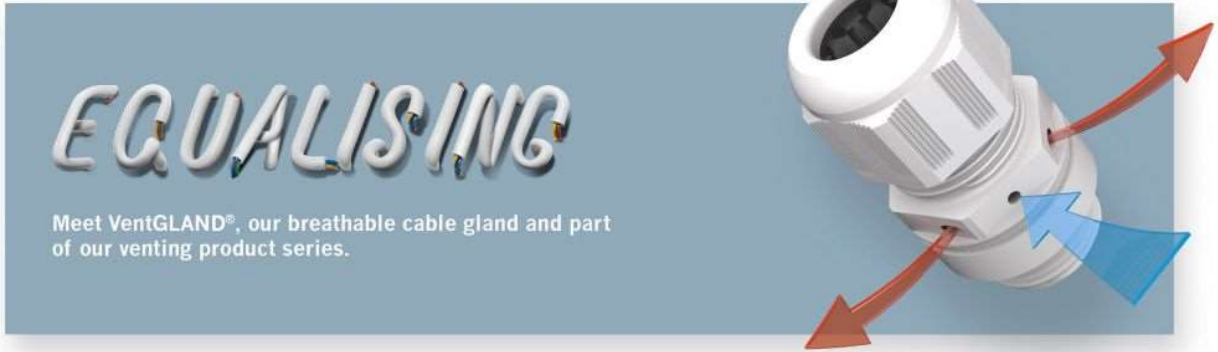 EQUALISING
Meet VentGLAND®, our breathable cable gland and part
of our venting product series.